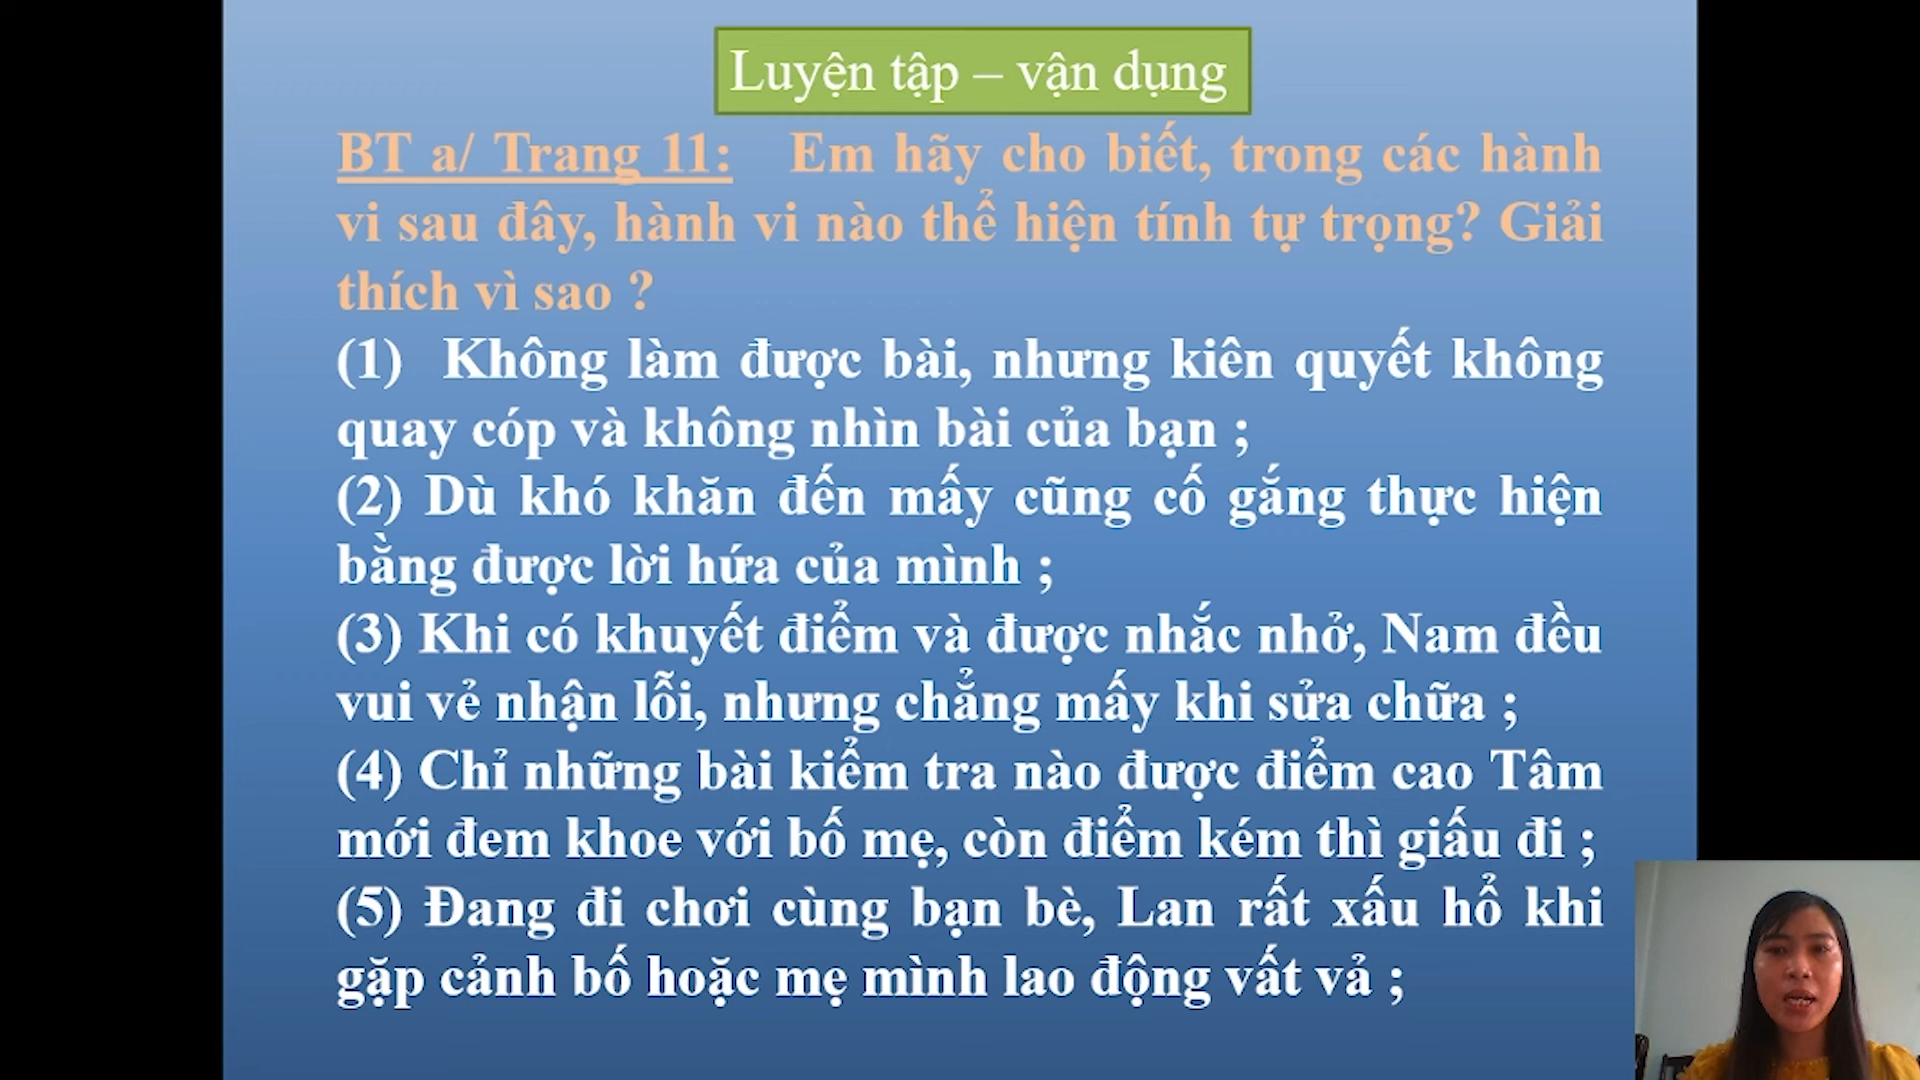 Luyện tập – vận dụng
BT a/ Trang 11: Em hãy cho biết, trong các hành
vi sau đây, hành vi nào thể hiện tính tự trọng? Giải
thích vì sao ?
(1) Không làm được bài, nhưng kiên quyết không
quay cóp và không nhìn bài của bạn ;
(2) Dù khó khăn đến mấy cũng cố gắng thực hiện
bằng được lời hứa của mình ;
(3) Khi có khuyết điểm và được nhắc nhở, Nam đều
vui vẻ nhận lỗi, nhưng chẳng mấy khi sửa chữa ;
(4) Chỉ những bài kiểm tra nào được điểm cao Tâm
mới đem khoe với bố mẹ, còn điểm kém thì giấu đi ;
(5) Đang đi chơi cùng bạn bè, Lan rất xấu hổ khi
gặp cảnh bố hoặc mẹ mình lao động vất vả ;